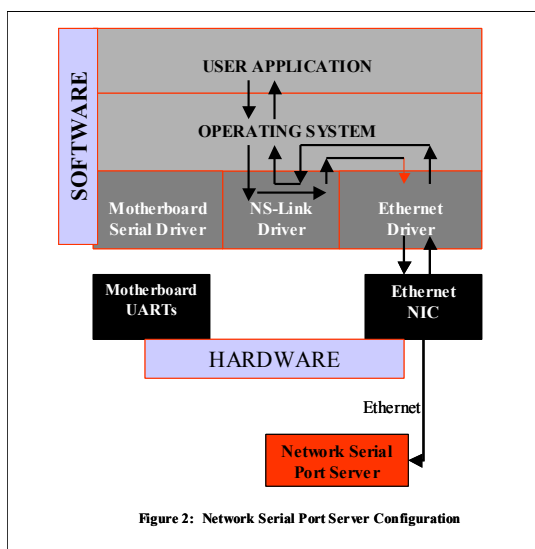 SOFTWARE
USER APPLICATION
OPERATING SYSTEM
Motherboard
Serial Driver
NS-Link
Driver
Ethernet
Driver
Motherboard
UARTs
Ethernet
NIC
HARDWARE
Ethernet
Network Serial
Port Server
Figure 2: Network Serial Port Server Configuration